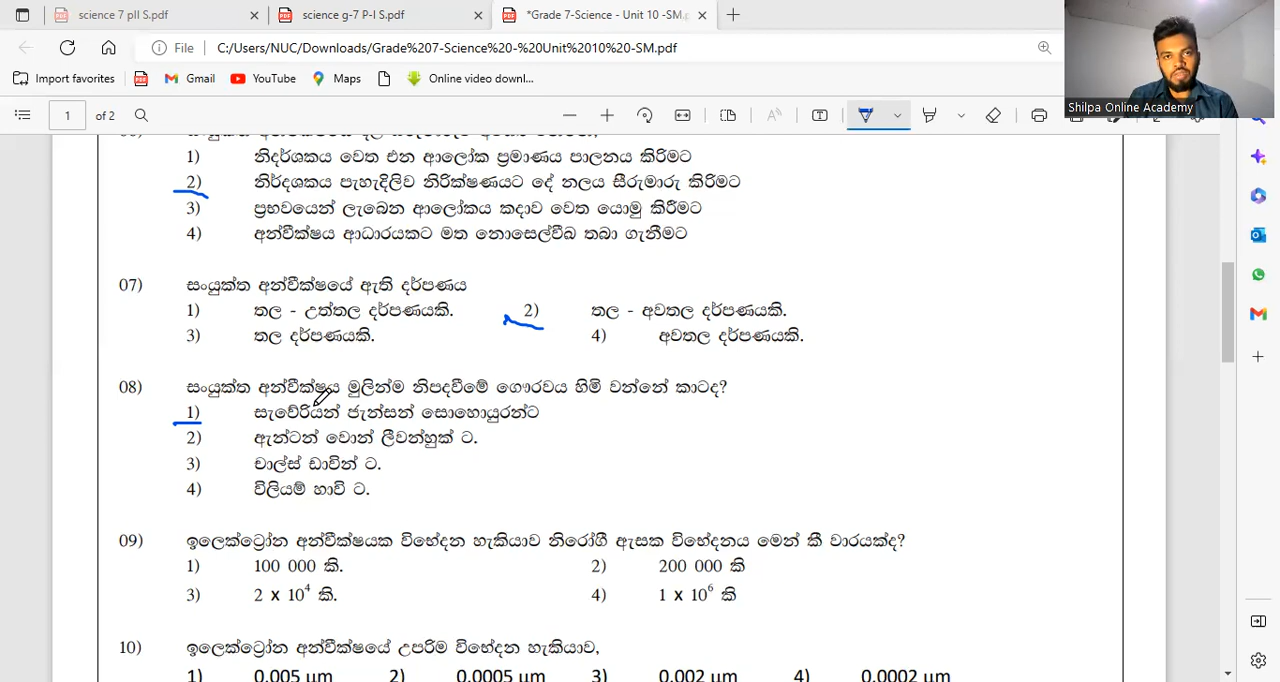 science 7 pII S.pdf
science g-7 P-I S.pdf
*Grade 7-Science - Unit 10 -SM.p
File C:/Users/NUC/Downloads/Grade%207-Science%20-%20Unit%2010%20-SM.pdf
Import favorites Gmail YouTube Maps Online video downl...
1 of 2
Shilpa Online Academy
1) නිදර්ශකය වෙත එන ආලෝක ප්‍රමාණය පාලනය කිරිමට
2) නිර්දශකය පැහැදිලිව නිරික්ෂණයට දේ නලය සීරුමාරු කිරිමට
3) ප්‍රභවයෙන් ලැබෙන ආලෝකය කදාව වෙත යොමු කිරීමට
4) අන්වීක්ෂය ආධාරයකට මත නොසෙල්වීඛ තබා ගැනීමට
07) සංයුක්ත අන්වීක්ෂයේ ඇති දර්පණය
1) තල - උත්තල දර්පණයකි. 2) තල - අවතල දර්පණයකි.
3) තල දර්පණයකි. 4) අවතල දර්පණයකි.
08) සංයුක්ත අන්වීක්ෂය මුලින්ම නිපදවීමේ ගෞරවය හිමි වන්නේ කාටද?
1) සැචේරියන් ජැන්සන් සොහොයුරන්ට
2) ඇන්ටන් වොන් ලීවන්හුක් ට.
3) චාල්ස් ඩාවින් ට.
4) විලියම් හාවි ට.
09) ඉලෙක්ට්‍රෝන අන්වීක්ෂයක විභේදන හැකියාව නිරෝගී ඇසක විභේදනය මෙන් කී වාරයක්ද?
1) 100 000 කි. 2) 200 000 කි
3) 2 x 10⁴ කි. 4) 1 x 10⁶ කි
10) ඉලෙක්ට්‍රෝන අන්වීක්ෂයේ උපරිම විභේදන හැකියාව,
1) 0.005 μm 2) 0.0005 μm 3) 0.002 μm 4) 0.0002 μm